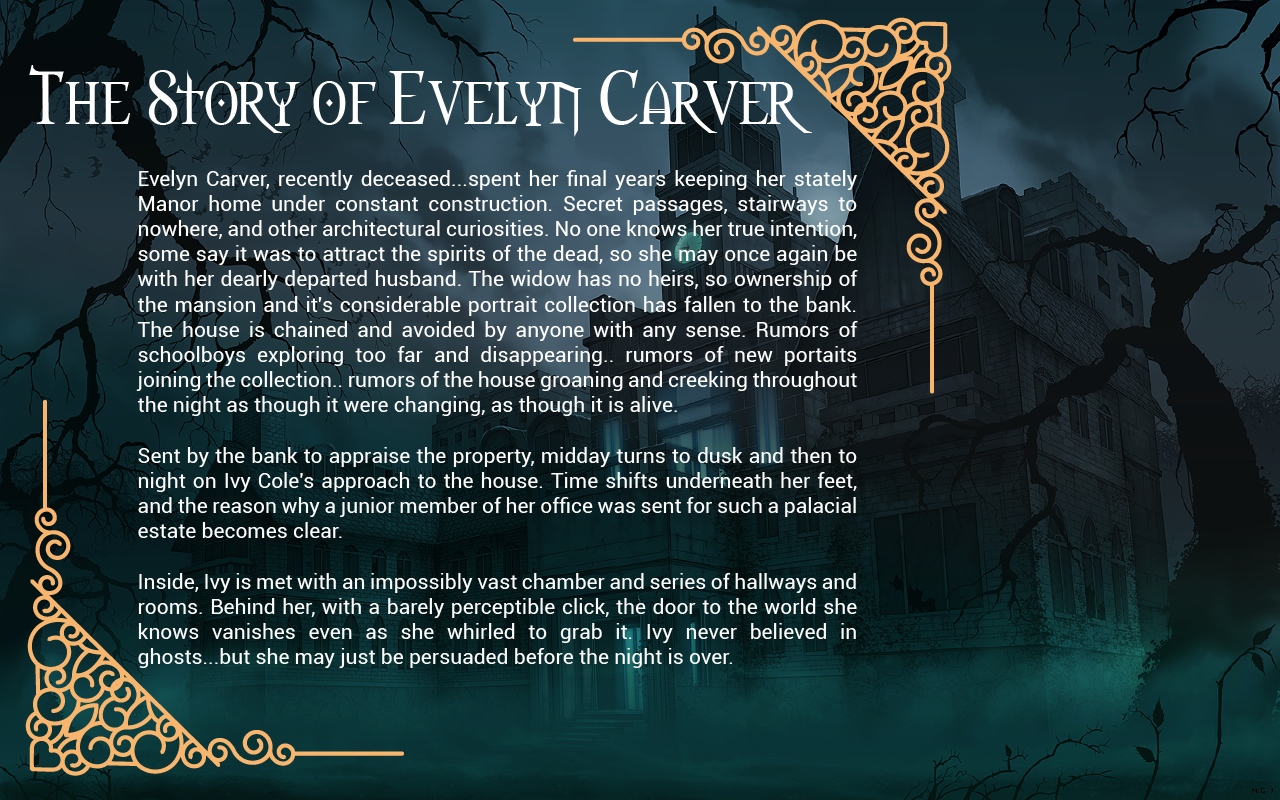 The Story of Evelyn Carver
Evelyn Carver, recently deceased...spent her final years keeping her stately
Manor home under constant construction. Secret passages, stairways to
nowhere, and other architectural curiosities. No one knows her true intention,
some say it was to attract the spirits of the dead, so she may once again be
with her dearly departed husband. The widow has no heirs, so ownership of
the mansion and it's considerable portrait collection has fallen to the bank.
The house is chained and avoided by anyone with any sense. Rumors of
schoolboys exploring too far and disappearing.. rumors of new portaits
joining the collection.. rumors of the house groaning and creeking throughout
the night as though it were changing, as though it is alive.
Sent by the bank to appraise the property, midday turns to dusk and then to
night on Ivy Cole's approach to the house. Time shifts underneath her feet,
and the reason why a junior member of her office was sent for such a palacial
estate becomes clear.
Inside, Ivy is met with an impossibly vast chamber and series of hallways and
rooms. Behind her, with a barely perceptible click, the door to the world she
knows vanishes even as she whirled to grab it. Ivy never believed in
ghosts...but she may just be persuaded before the night is over.